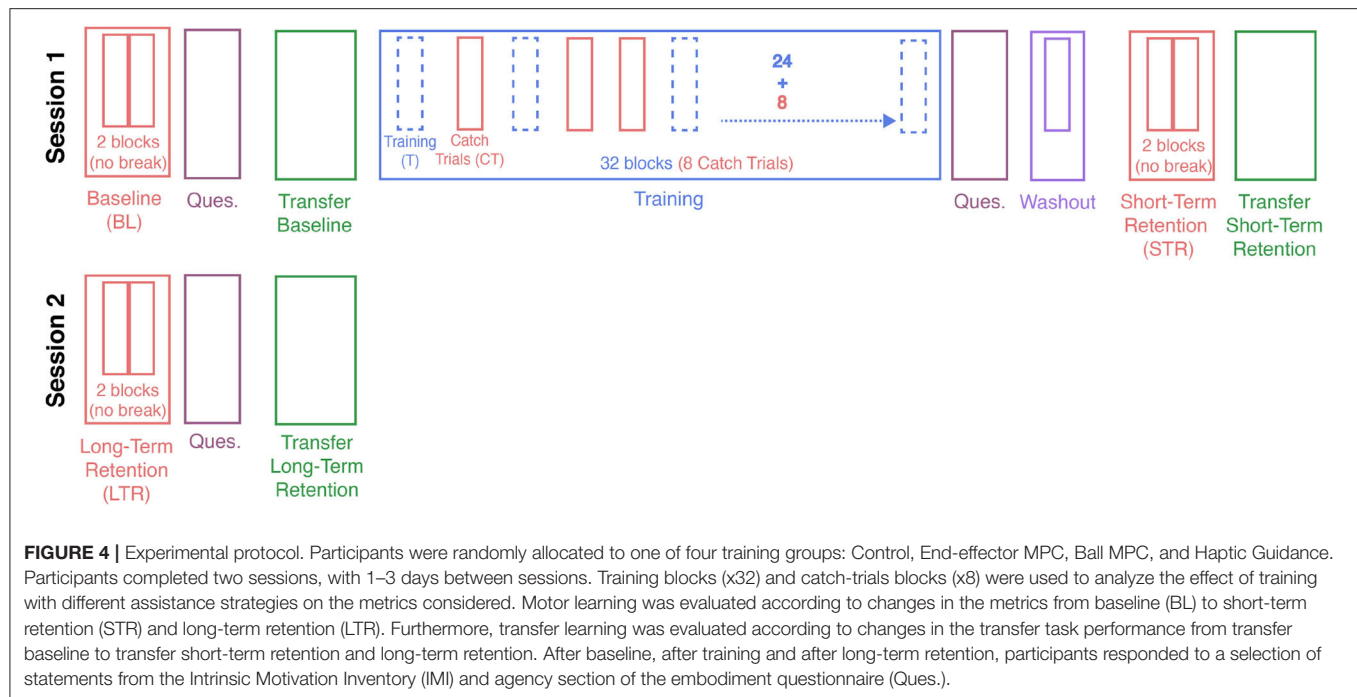 Session 1
2 blocks
(no break)
Baseline
(BL)
Ques.
Transfer
Baseline
Training
(T)
Catch
Trials (CT)
24
+
8
32 blocks (8 Catch Trials)
Training
Ques.
Washout
2 blocks
(no break)
Short-Term
Retention
(STR)
Transfer
Short-Term
Retention
Session 2
2 blocks
(no break)
Long-Term
Retention
(LTR)
Ques.
Transfer
Long-Term
Retention
FIGURE 4 | Experimental protocol. Participants were randomly allocated to one of four training groups: Control, End-effector MPC, Ball MPC, and Haptic Guidance.
Participants completed two sessions, with 1–3 days between sessions. Training blocks (x32) and catch-trials blocks (x8) were used to analyze the effect of training
with different assistance strategies on the metrics considered. Motor learning was evaluated according to changes in the metrics from baseline (BL) to short-term
retention (STR) and long-term retention (LTR). Furthermore, transfer learning was evaluated according to changes in the transfer task performance from transfer
baseline to transfer short-term retention and long-term retention. After baseline, after training and after long-term retention, participants responded to a selection of
statements from the Intrinsic Motivation Inventory (IMI) and agency section of the embodiment questionnaire (Ques.).